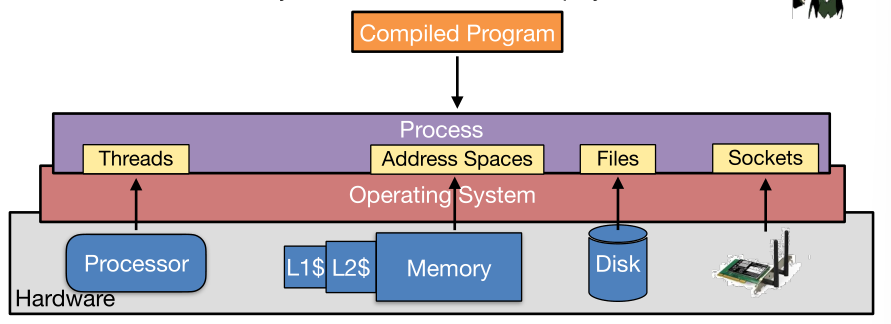 Compiled Program
Process
Threads
Address Spaces
Files
Sockets
Operating System
Processor
L1$
L2$
Memory
Disk
Hardware